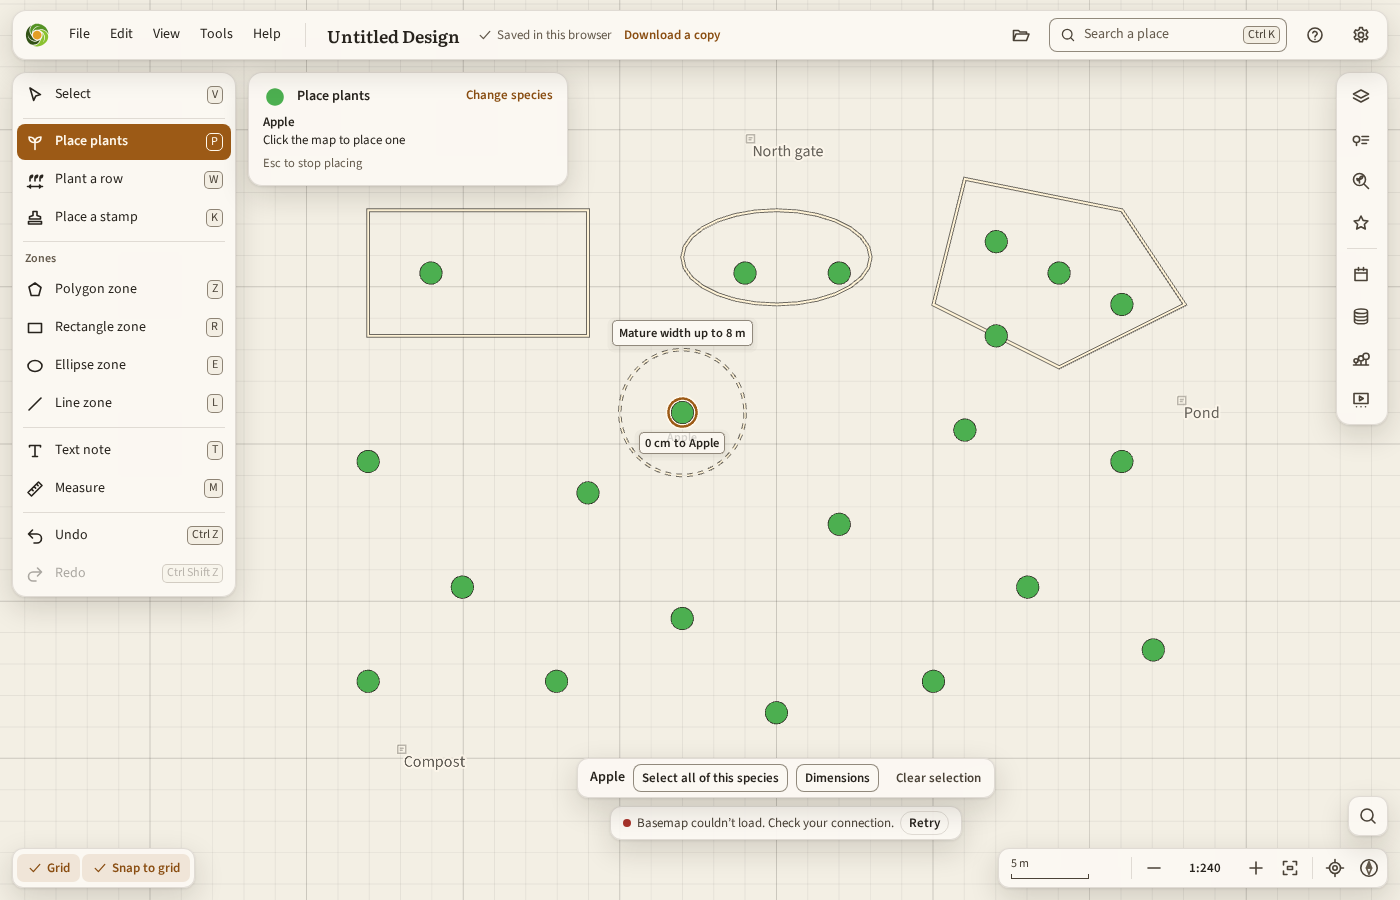 File Edit View Tools Help
Untitled Design
Saved in this browser
Download a copy
Search a place
Ctrl K
Select V
Place plants P
Plant a row W
Place a stamp K
Zones
Polygon zone Z
Rectangle zone R
Ellipse zone E
Line zone L
Text note T
Measure M
Undo Ctrl Z
Redo Ctrl Shift Z
Place plants
Change species
Apple
Click the map to place one
Esc to stop placing
North gate
Mature width up to 8 m
0 cm to Apple
Pond
Compost
Apple
Select all of this species
Dimensions
Clear selection
Basemap couldn't load. Check your connection.
Retry
Grid
Snap to grid
5 m
1:240